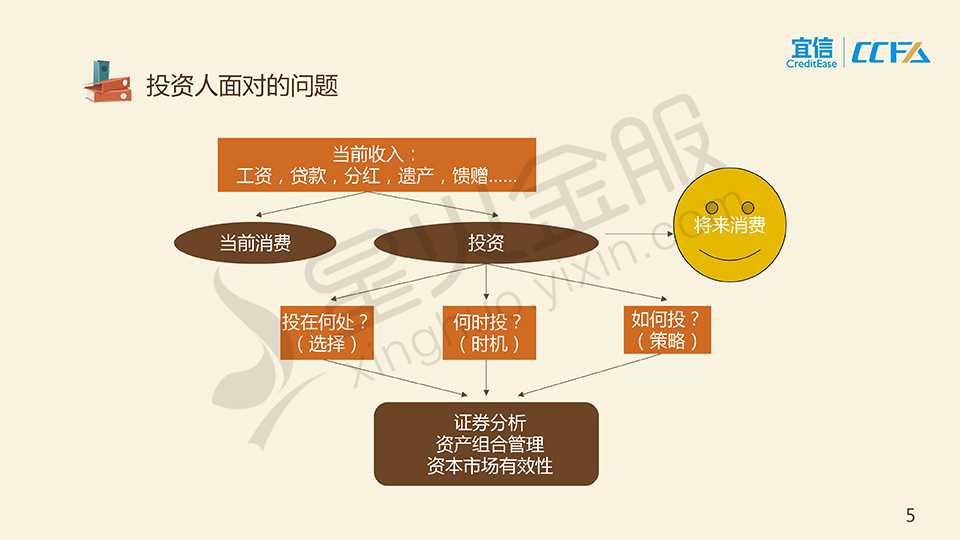 宜信
CreditEase
CCFA
投资人面对的问题
当前收入：
工资，贷款，分红，遗产，馈赠......
当前消费
投资
将来消费
投在何处？
（选择）
何时投？
（时机）
如何投？
（策略）
证券分析
资产组合管理
资本市场有效性
星火金服
xinghuo.yixin.com
5